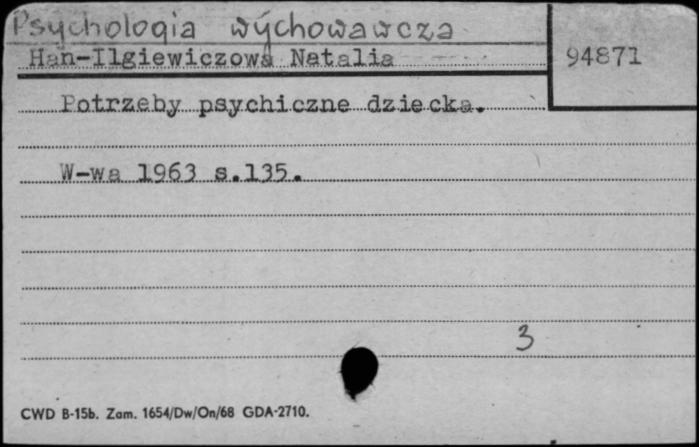 Psychologia wychowawcza
Han-Ilgiewiczowa Natalia
94871
Potrzeby psychiczne dziecka.
W-wa 1963 s.135.
3
CWD B-15b. Zam. 1654/Dw/On/68 GDA-2710.